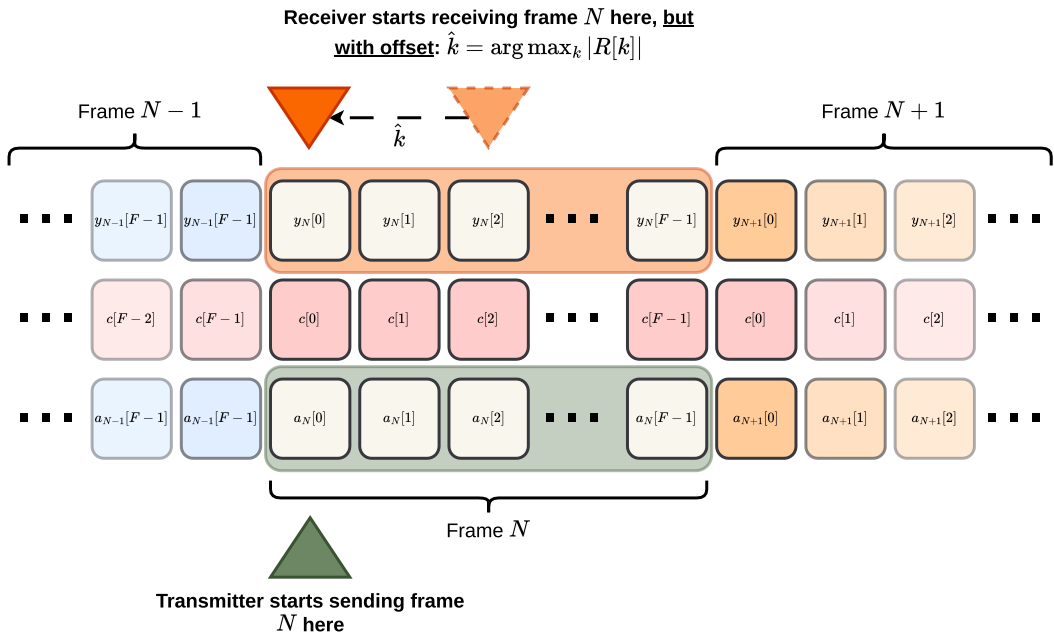 Receiver starts receiving frame N here, but
with offset: k̂ = arg max_k |R[k]|
Frame N − 1
k̂
Frame N + 1
y_{N−1}[F − 1] y_{N−1}[F − 1] y_N[0] y_N[1] y_N[2] y_N[F − 1] y_{N+1}[0] y_{N+1}[1] y_{N+1}[2]
c[F − 2] c[F − 1] c[0] c[1] c[2] c[F − 1] c[0] c[1] c[2]
a_{N−1}[F − 1] a_{N−1}[F − 1] a_N[0] a_N[1] a_N[2] a_N[F − 1] a_{N+1}[0] a_{N+1}[1] a_{N+1}[2]
Frame N
Transmitter starts sending frame
N here